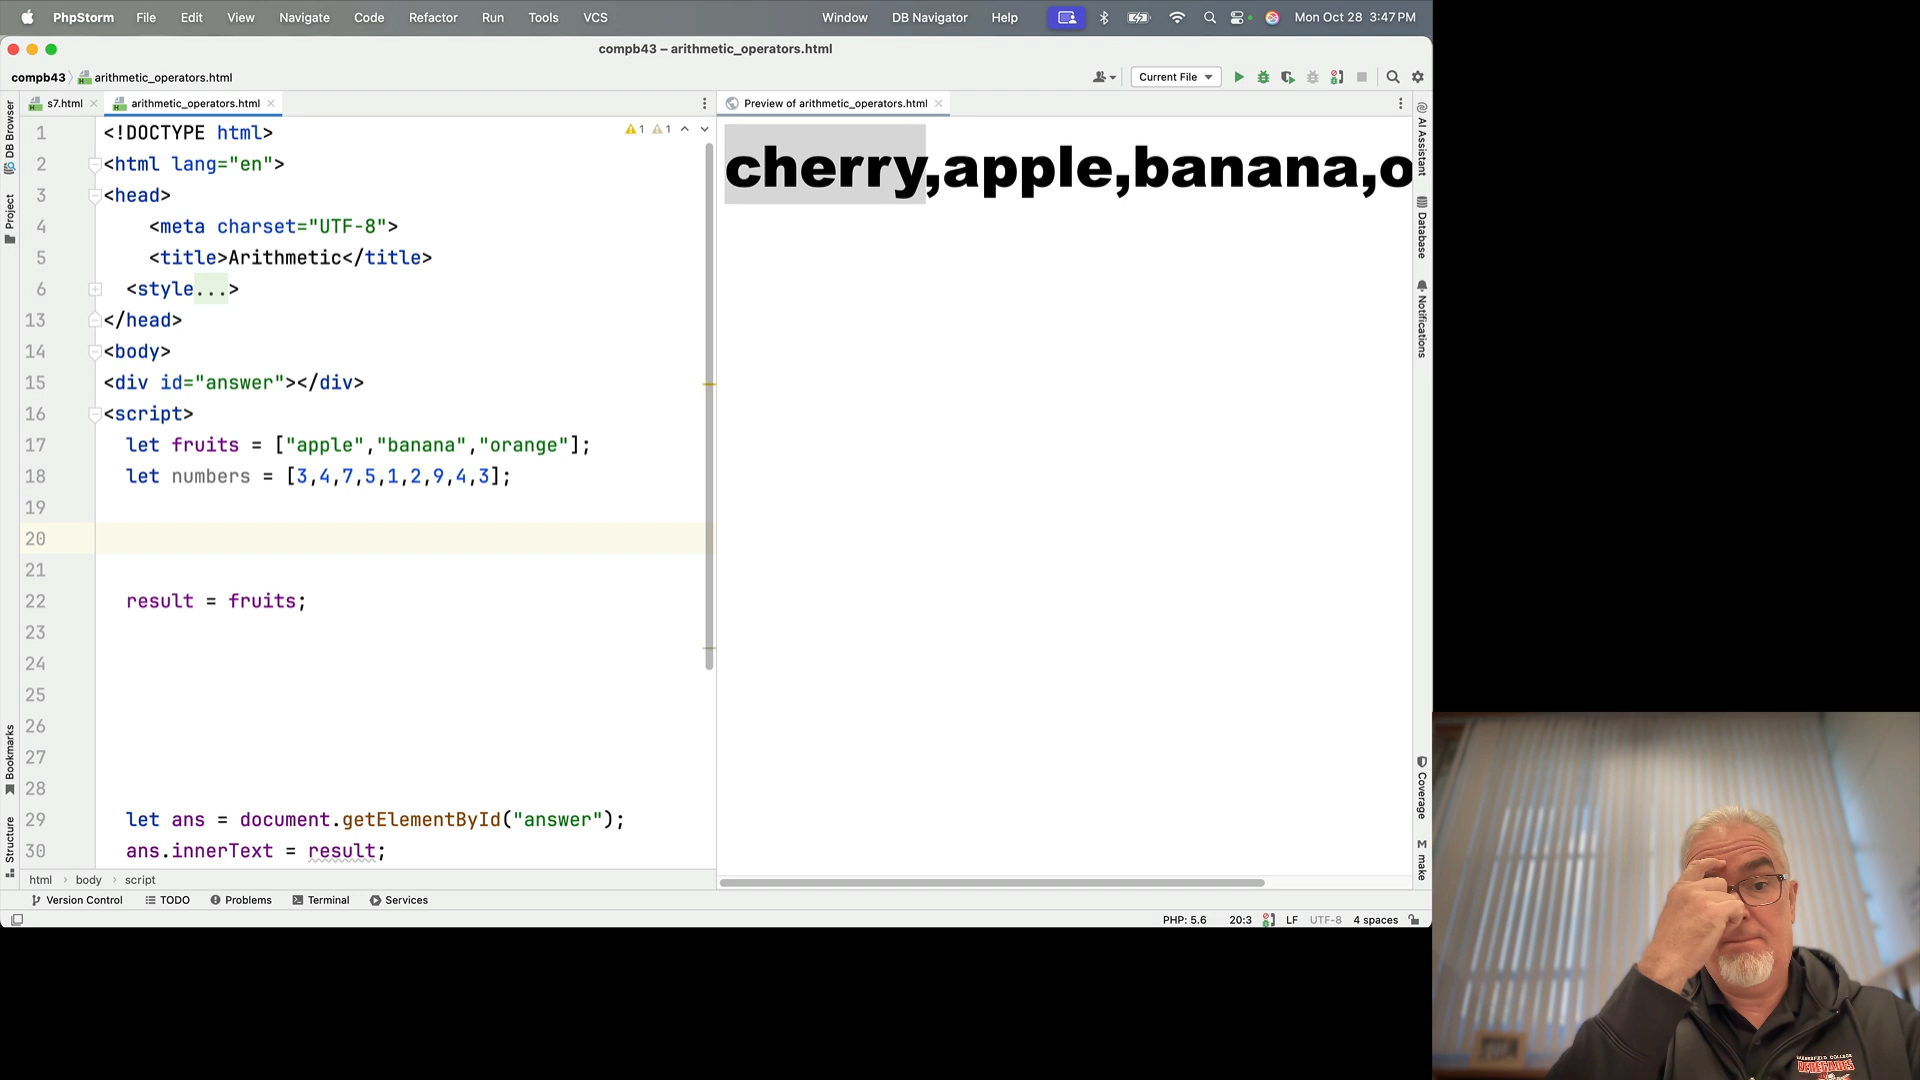 PhpStorm File Edit View Navigate Code Refactor Run Tools VCS Window DB Navigator Help Mon Oct 28 3:47 PM
compb43 – arithmetic_operators.html
compb43 arithmetic_operators.html Current File
s7.html arithmetic_operators.html Preview of arithmetic_operators.html
DB Browser
Project
Bookmarks
Structure
1 <!DOCTYPE html>
1 1
2 <html lang="en">
3 <head>
4 <meta charset="UTF-8">
5 <title>Arithmetic</title>
6 <style...>
13 </head>
14 <body>
15 <div id="answer"></div>
16 <script>
17 let fruits = ["apple","banana","orange"];
18 let numbers = [3,4,7,5,1,2,9,4,3];
19
20
21
22 result = fruits;
23
24
25
26
27
28
29 let ans = document.getElementById("answer");
30 ans.innerText = result;
cherry,apple,banana,o
AI Assistant
Database
Notifications
Coverage
M make
html body script
Version Control TODO Problems Terminal Services
PHP: 5.6 20:3 LF UTF-8 4 spaces
BAKERSFIELD COLLEGE
RENEGADES